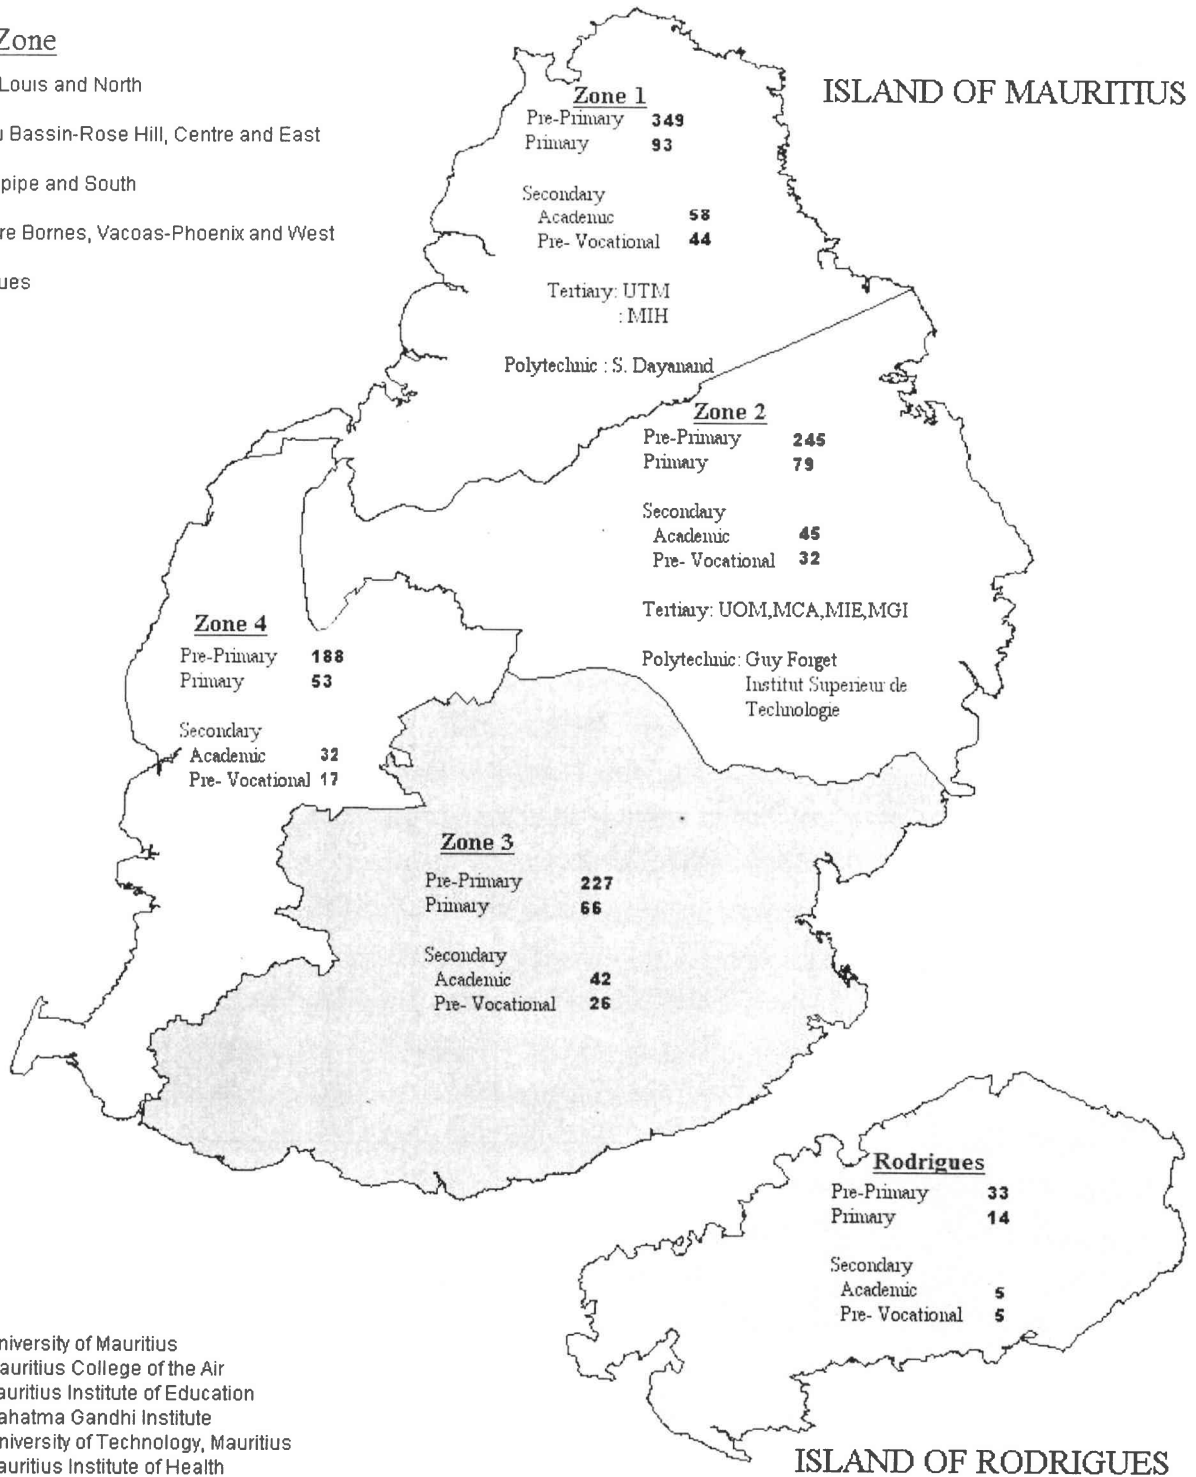 Zone
Louis and North
u Bassin-Rose Hill, Centre and East
pipe and South
re Bornes, Vacoas-Phoenix and West
ues
ISLAND OF MAURITIUS
Zone 1
Pre-Primary 349
Primary 93
Secondary
Academic 58
Pre- Vocational 44
Tertiary: UTM
: MIH
Polytechnic : S. Dayanand
Zone 2
Pre-Primary 245
Primary 79
Secondary
Academic 45
Pre- Vocational 32
Tertiary: UOM,MCA,MIE,MGI
Polytechnic: Guy Forget
Institut Superieur de
Technologie
Zone 4
Pre-Primary 188
Primary 53
Secondary
Academic 32
Pre- Vocational 17
Zone 3
Pre-Primary 227
Primary 66
Secondary
Academic 42
Pre- Vocational 26
Rodrigues
Pre-Primary 33
Primary 14
Secondary
Academic 5
Pre- Vocational 5
niversity of Mauritius
auritius College of the Air
auritius Institute of Education
ahatma Gandhi Institute
niversity of Technology, Mauritius
auritius Institute of Health
ISLAND OF RODRIGUES